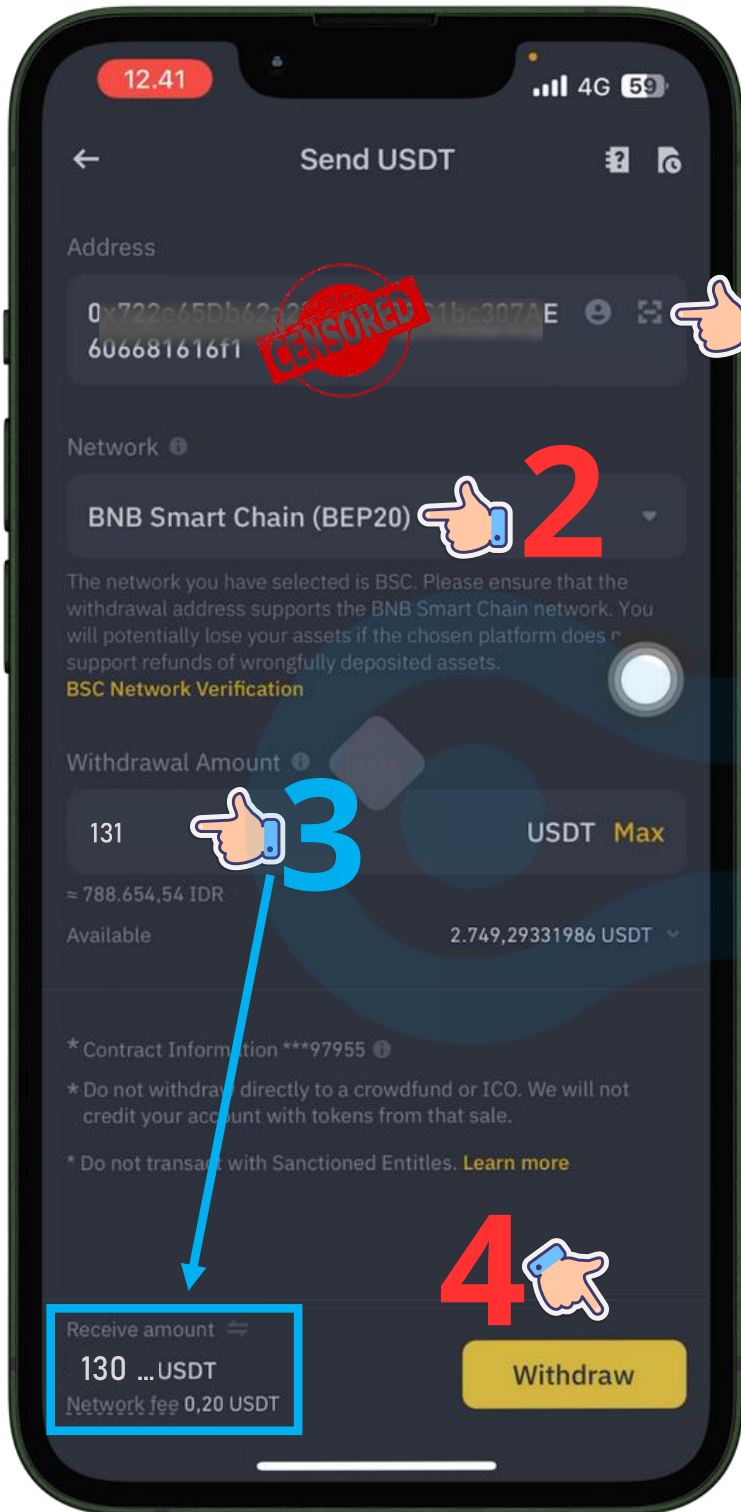 12.41
4G 59
Send USDT
Address
0x722e65Db62a2 CENSORED 1bc307AE
606681616f1
Network
BNB Smart Chain (BEP20)
2
The network you have selected is BSC. Please ensure that the
withdrawal address supports the BNB Smart Chain network. You
will potentially lose your assets if the chosen platform does
support refunds of wrongfully deposited assets.
BSC Network Verification
Withdrawal Amount
3
131 USDT Max
≈ 788.654,54 IDR
Available 2.749,29331986 USDT
* Contract Information ***97955
* Do not withdraw directly to a crowdfund or ICO. We will not
credit your account with tokens from that sale.
* Do not transact with Sanctioned Entitles. Learn more
4
Receive amount
130 ... USDT
Network fee 0,20 USDT
Withdraw